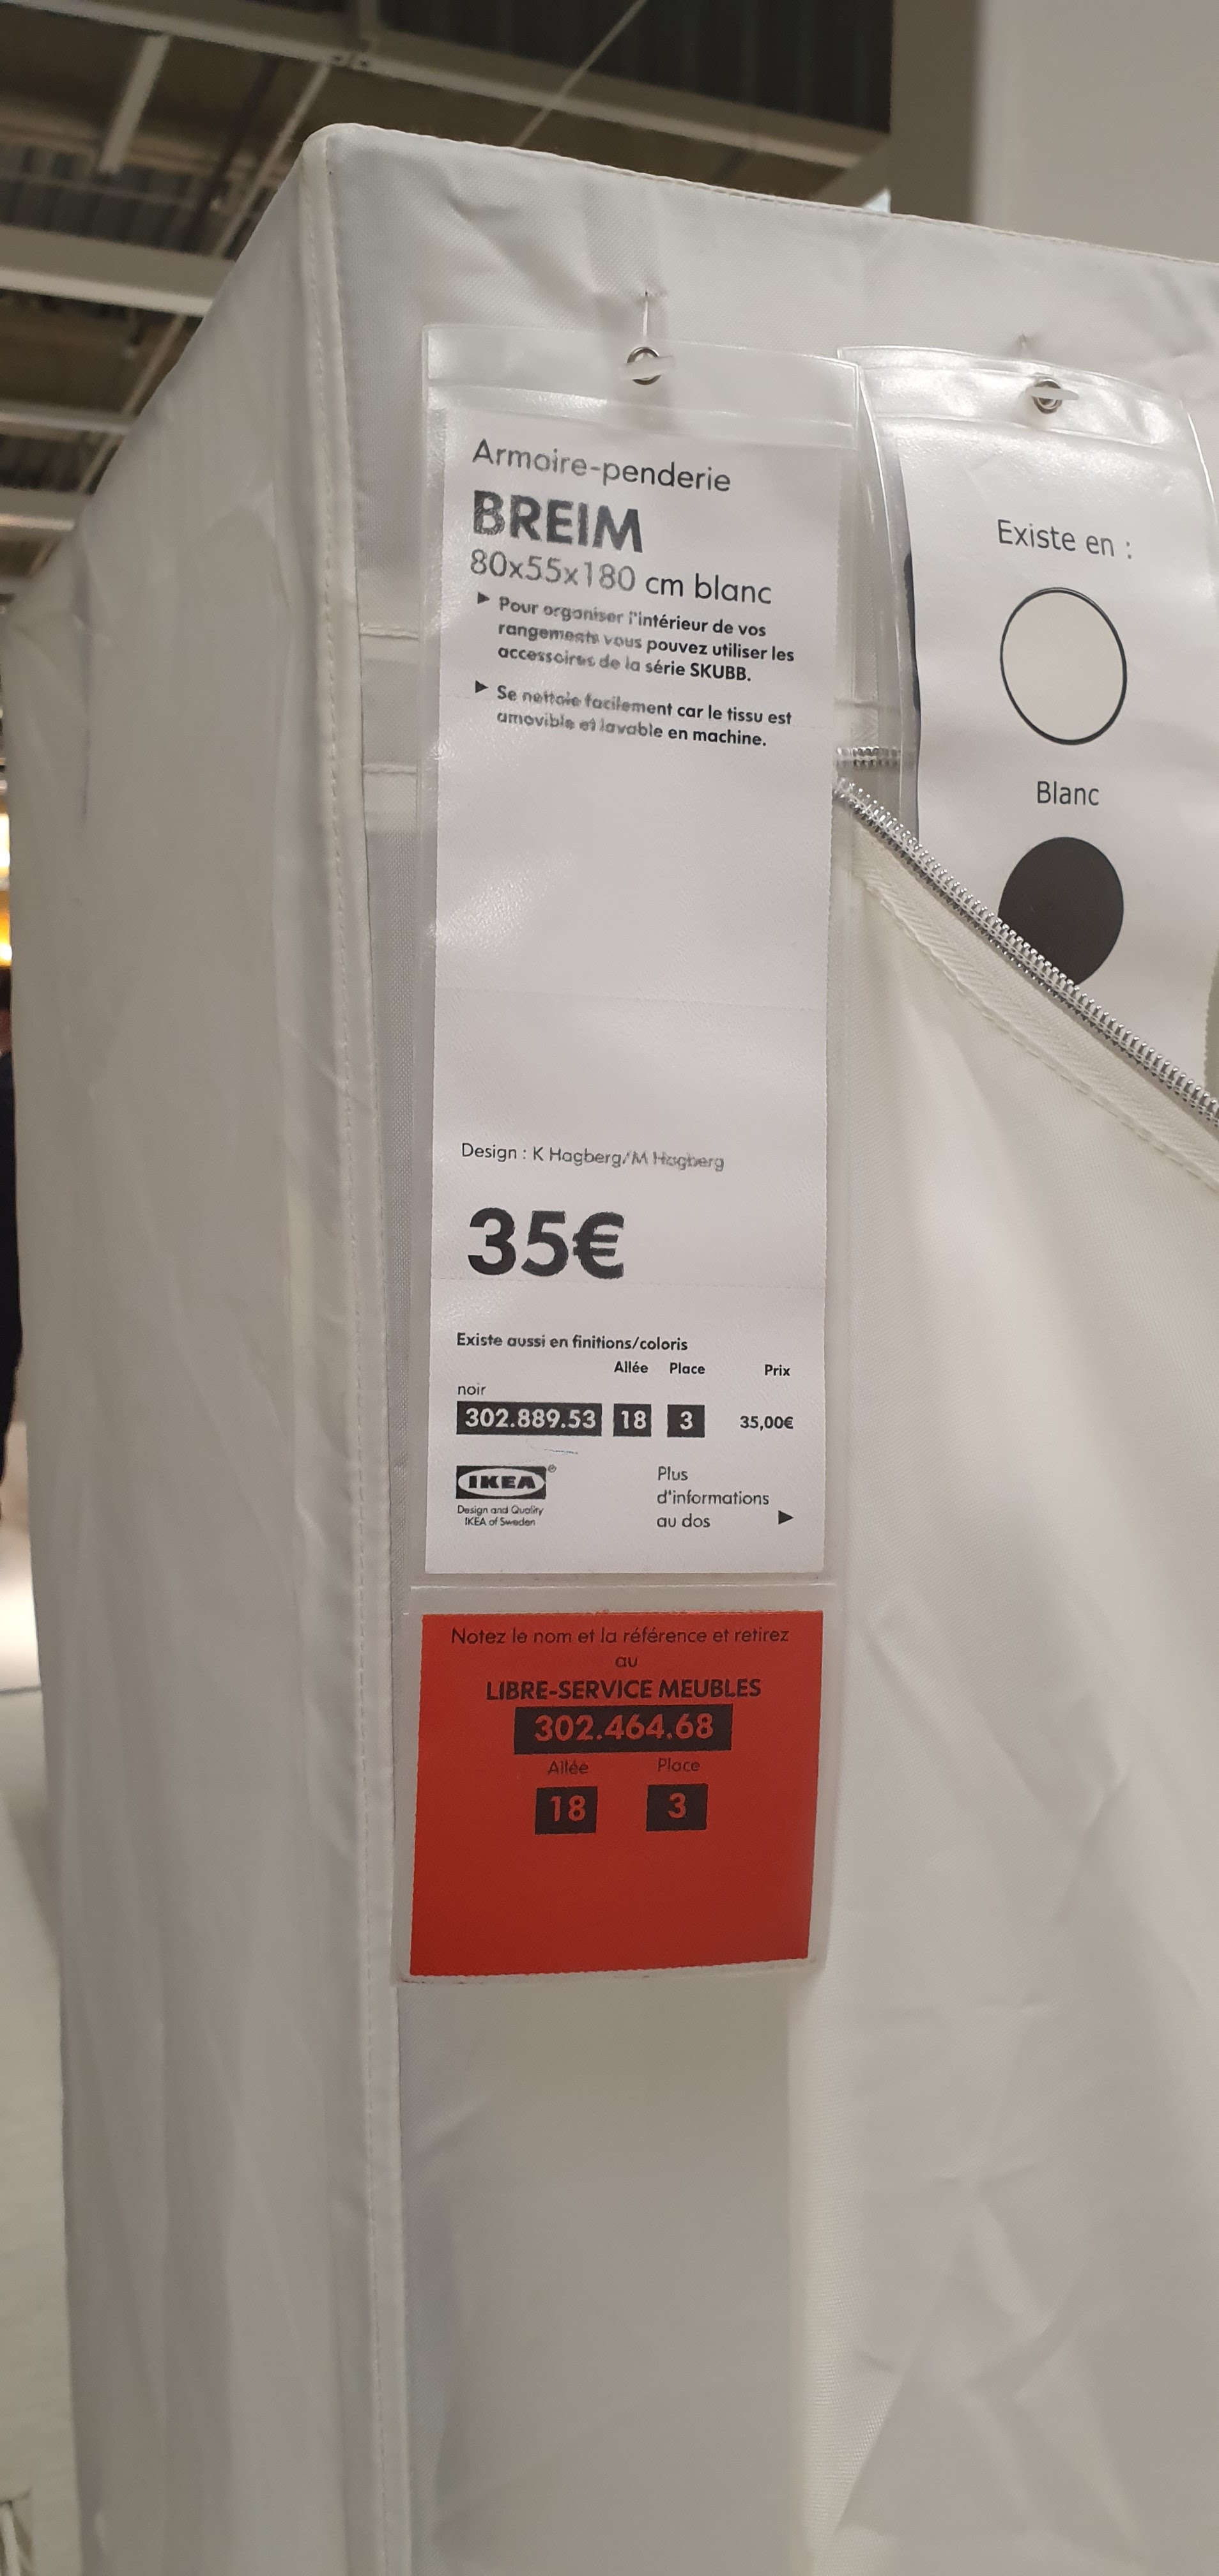 Armoire-penderie
BREIM
80x55x180 cm blanc
▶ Pour organiser l'intérieur de vos
rangements vous pouvez utiliser les
accessoires de la série SKUBB.
▶ Se nettoie facilement car le tissu est
amovible et lavable en machine.
Design : K Hagberg/M Hagberg
35€
Existe aussi en finitions/coloris
Allée Place Prix
noir
302.889.53 18 3 35,00€
IKEA®
Design and Quality
IKEA of Sweden
Plus
d'informations
au dos ▶
Notez le nom et la référence et retirez
au
LIBRE-SERVICE MEUBLES
302.464.68
Allée Place
18 3
Existe en :
Blanc